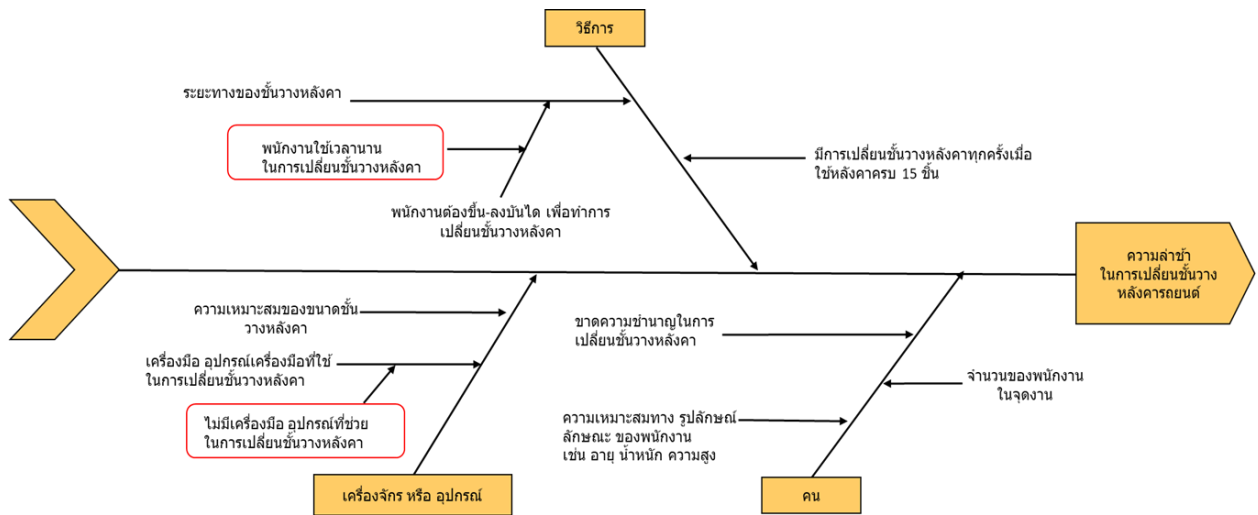 วิธีการ
ระยะทางของชั้นวางหลังคา
พนักงานใช้เวลานาน
ในการเปลี่ยนชั้นวางหลังคา
มีการเปลี่ยนชั้นวางหลังคาทุกครั้งเมื่อ
ใช้หลังคาครบ 15 ชิ้น
พนักงานต้องขึ้น-ลงบันได เพื่อทำการ
เปลี่ยนชั้นวางหลังคา
ความล่าช้า
ในการเปลี่ยนชั้นวาง
หลังคารถยนต์
ความเหมาะสมของขนาดชั้น
วางหลังคา
ขาดความชำนาญในการ
เปลี่ยนชั้นวางหลังคา
เครื่องมือ อุปกรณ์เครื่องมือที่ใช้
ในการเปลี่ยนชั้นวางหลังคา
จำนวนของพนักงาน
ในจุดงาน
ไม่มีเครื่องมือ อุปกรณ์ที่ช่วย
ในการเปลี่ยนชั้นวางหลังคา
ความเหมาะสมทาง รูปลักษณ์
ลักษณะ ของพนักงาน
เช่น อายุ น้ำหนัก ความสูง
เครื่องจักร หรือ อุปกรณ์
คน